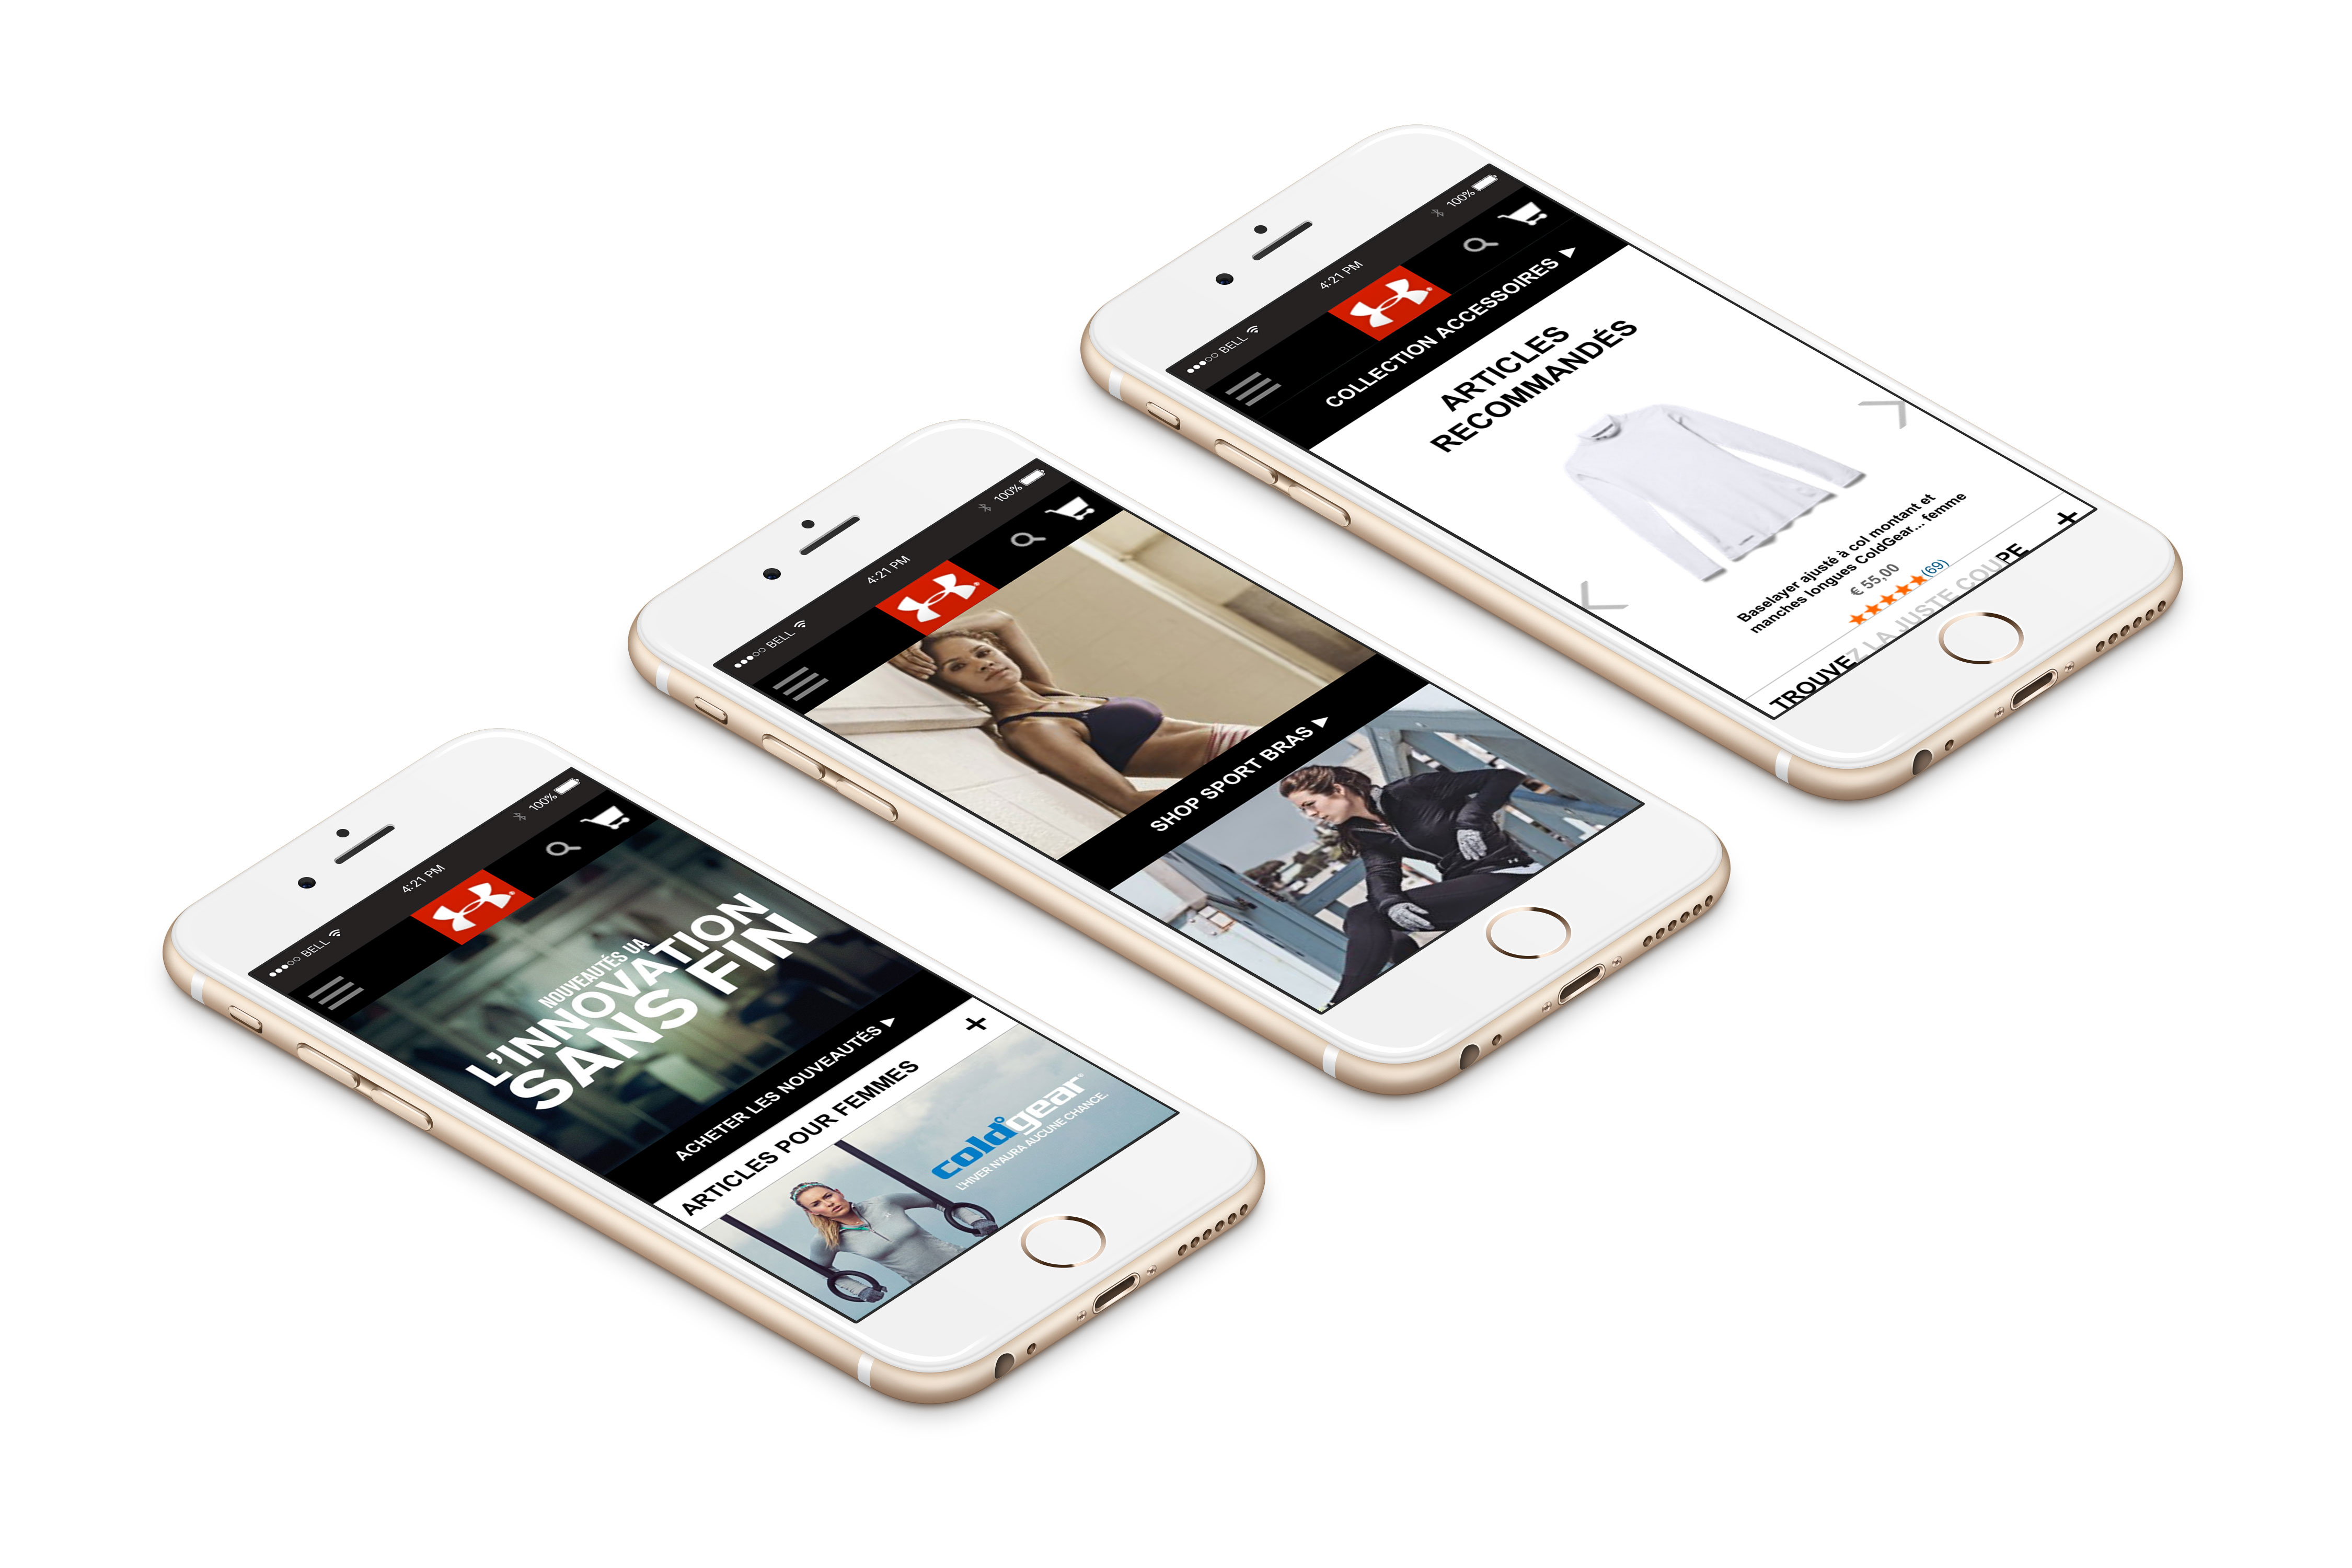 ●●●○○ BELL
4:21 PM
100%
NOUVEAUTÉS UA
L'INNOVATION
SANS FIN
ACHETER LES NOUVEAUTÉS ▶
ARTICLES POUR FEMMES +
cold°gear®
L'HIVER N'AURA AUCUNE CHANCE.
●●●○○ BELL
4:21 PM
100%
SHOP SPORT BRAS ▶
●●●○○ BELL
4:21 PM
100%
COLLECTION ACCESSOIRES ▶
ARTICLES
RECOMMANDÉS
Baselayer ajusté à col montant et
manches longues ColdGear... femme
€ 55,00
★★★★★(69)
TROUVEZ LA JUSTE COUPE +